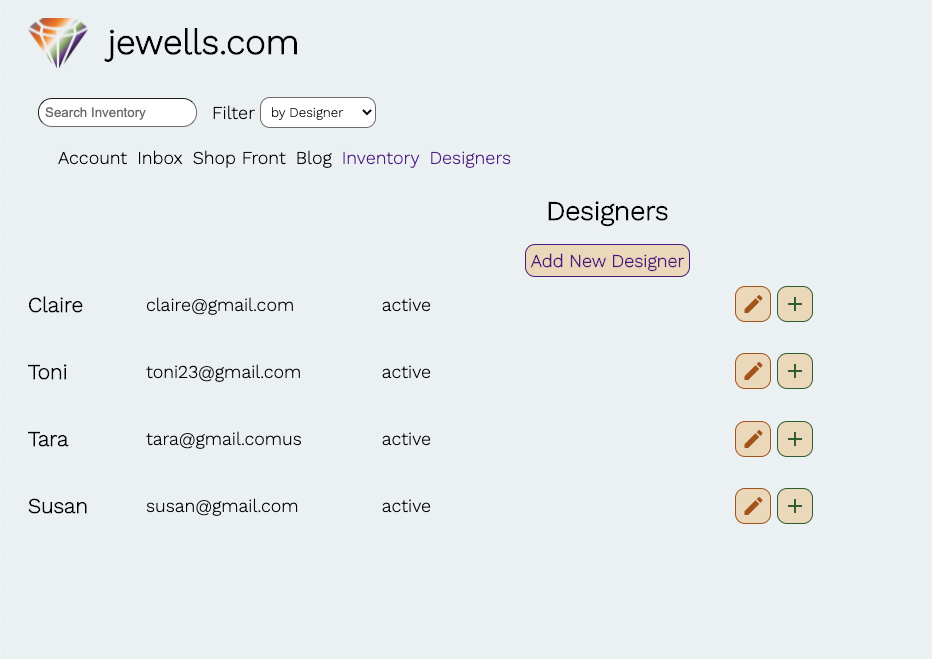 jewells.com
Search Inventory Filter by Designer
Account Inbox Shop Front Blog Inventory Designers
Designers
Add New Designer
Claire claire@gmail.com active
Toni toni23@gmail.com active
Tara tara@gmail.comus active
Susan susan@gmail.com active